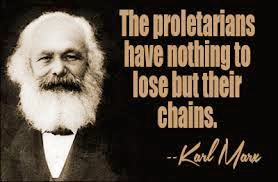 The proletarians
have nothing to
lose but their
chains.
--Karl Marx